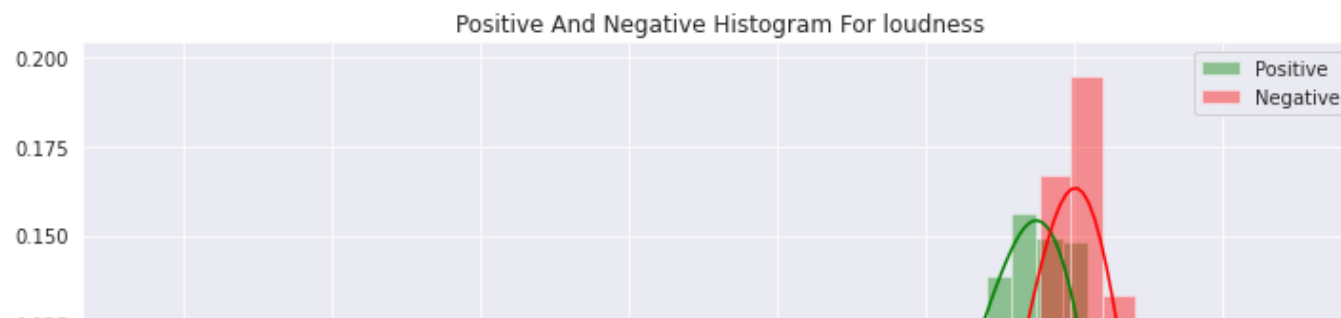 Positive And Negative Histogram For loudness
0.200
Positive
Negative
0.175
0.150